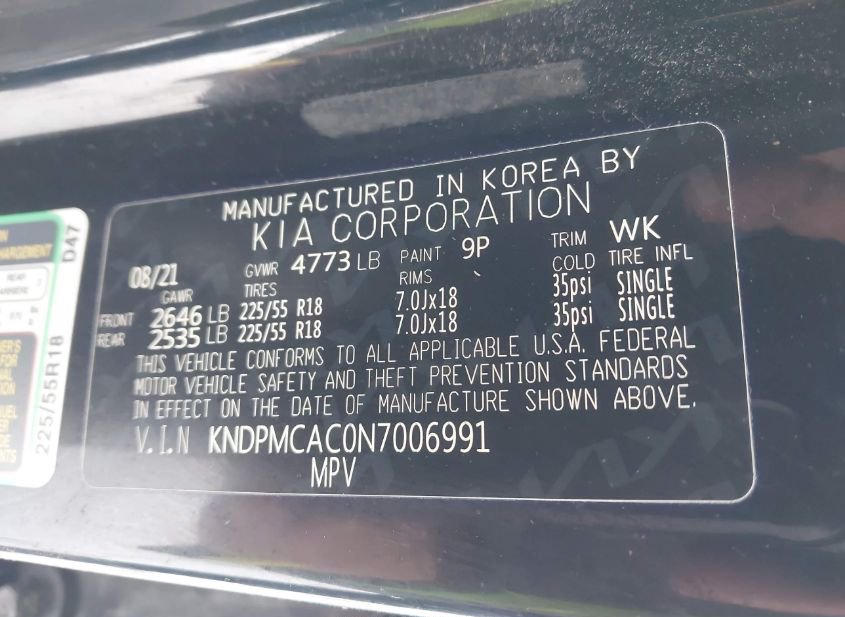 MANUFACTURED IN KOREA BY
KIA CORPORATION
08/21 GVWR 4773 LB PAINT 9P TRIM WK
GAWR TIRES RIMS COLD TIRE INFL
FRONT 2646 LB 225/55 R18 7.0Jx18 35psi SINGLE
REAR 2535 LB 225/55 R18 7.0Jx18 35psi SINGLE
THIS VEHICLE CONFORMS TO ALL APPLICABLE U.S.A. FEDERAL
MOTOR VEHICLE SAFETY AND THEFT PREVENTION STANDARDS
IN EFFECT ON THE DATE OF MANUFACTURE SHOWN ABOVE.
V.I.N KNDPMCAC0N7006991
MPV
D47
225/55R18